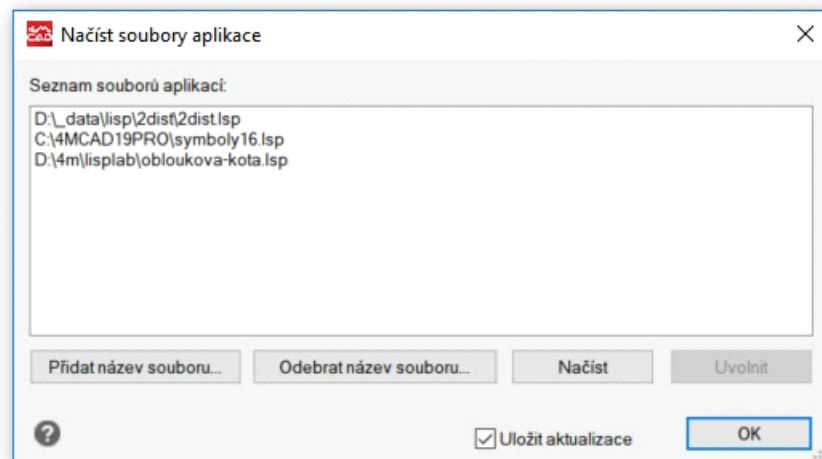 Načíst soubory aplikace
Seznam souborů aplikací:
D:\_data\lisp\2dist\2dist.lsp
C:\4MCAD19PRO\symboly16.lsp
D:\4m\lisplab\obloukova-kota.lsp
Přidat název souboru... Odebrat název souboru... Načíst Uvolnit
? Uložit aktualizace OK